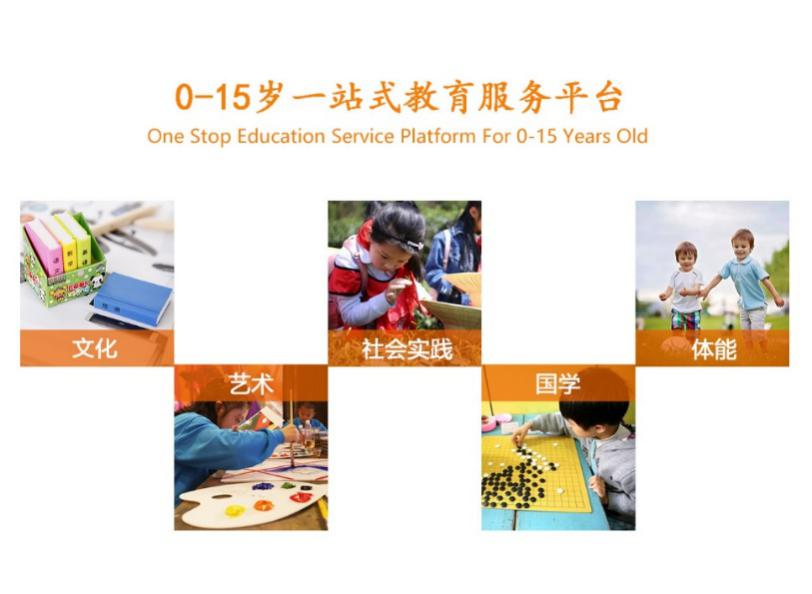 0-15岁一站式教育服务平台
One Stop Education Service Platform For 0-15 Years Old
文化
社会实践
体能
艺术
国学